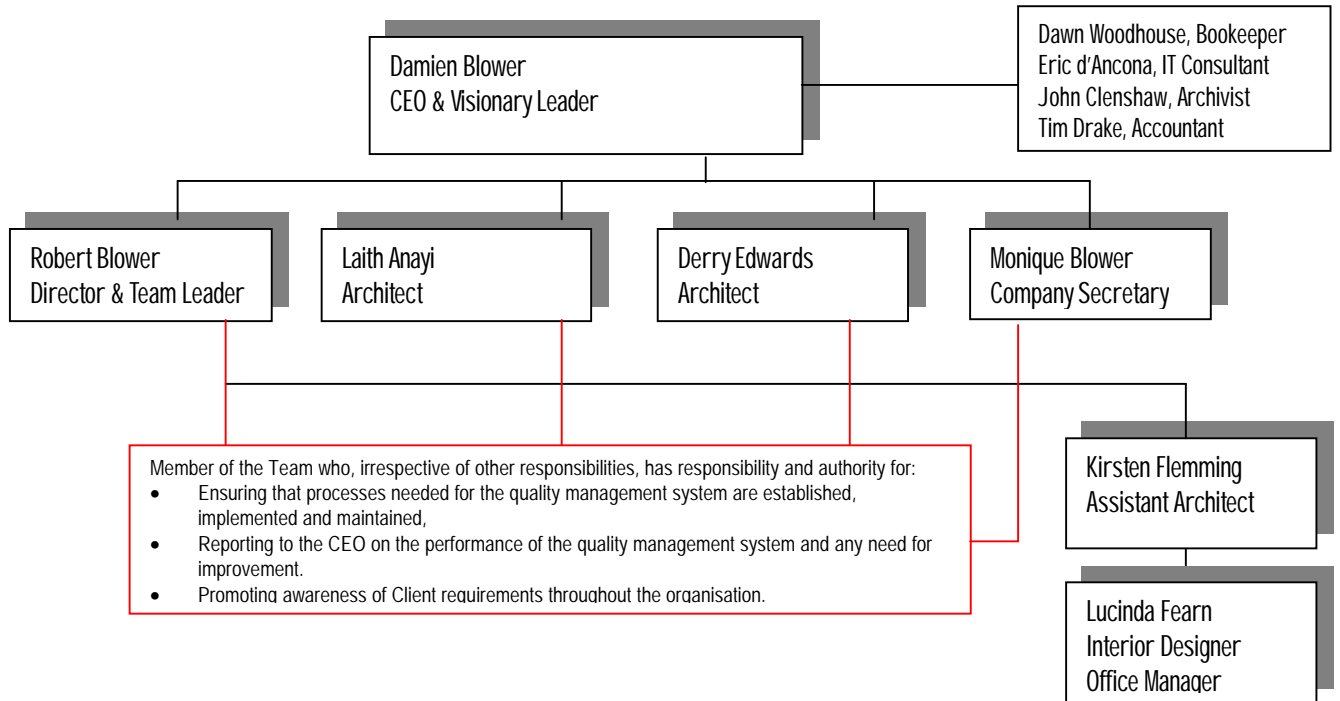 Damien Blower
CEO & Visionary Leader
Dawn Woodhouse, Bookeeper
Eric d'Ancona, IT Consultant
John Clenshaw, Archivist
Tim Drake, Accountant
Robert Blower
Director & Team Leader
Laith Anayi
Architect
Derry Edwards
Architect
Monique Blower
Company Secretary
Member of the Team who, irrespective of other responsibilities, has responsibility and authority for:
• Ensuring that processes needed for the quality management system are established,
implemented and maintained,
• Reporting to the CEO on the performance of the quality management system and any need for
improvement.
• Promoting awareness of Client requirements throughout the organisation.
Kirsten Flemming
Assistant Architect
Lucinda Fearn
Interior Designer
Office Manager